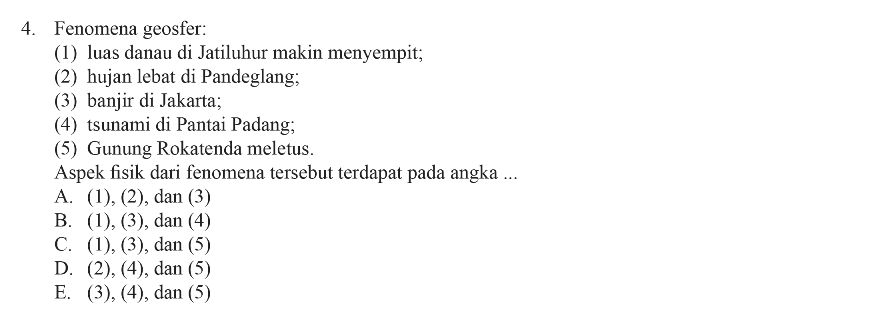 4. Fenomena geosfer:
(1) luas danau di Jatiluhur makin menyempit;
(2) hujan lebat di Pandeglang;
(3) banjir di Jakarta;
(4) tsunami di Pantai Padang;
(5) Gunung Rokatenda meletus.
Aspek fisik dari fenomena tersebut terdapat pada angka ...
A. (1), (2), dan (3)
B. (1), (3), dan (4)
C. (1), (3), dan (5)
D. (2), (4), dan (5)
E. (3), (4), dan (5)